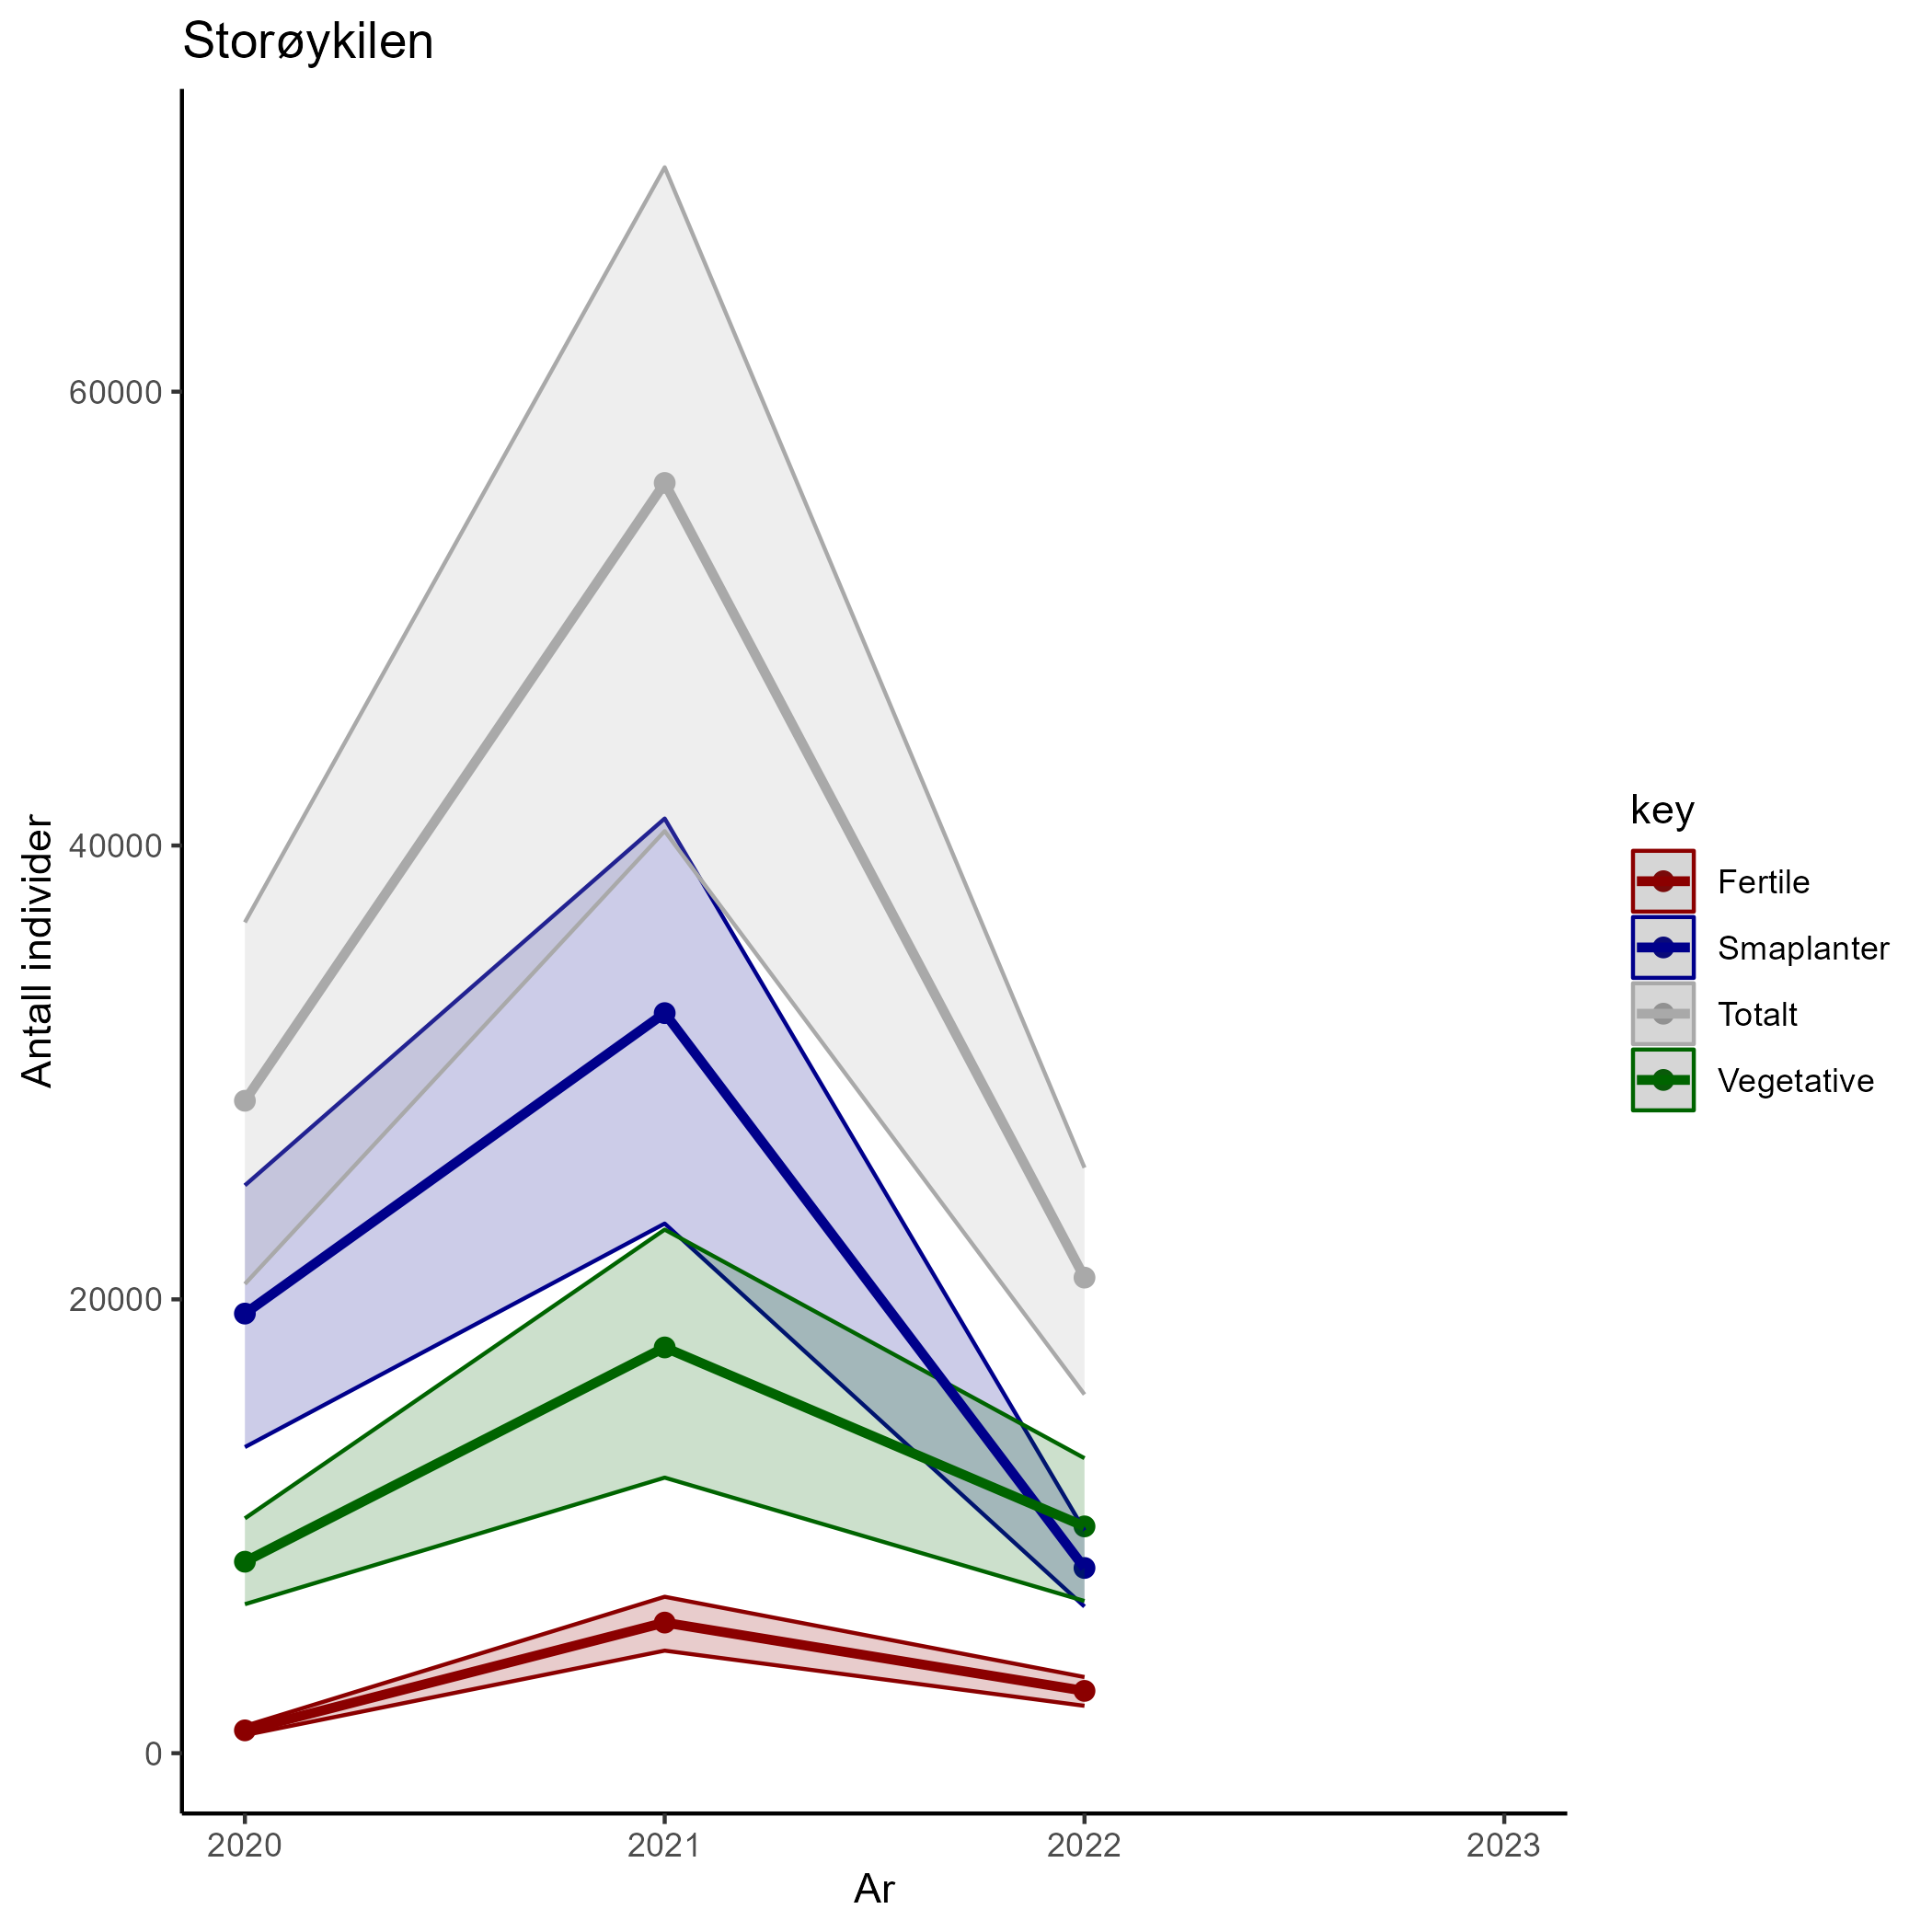 Storøykilen
Antall individer
60000
40000
20000
0
2020
2021
2022
2023
Ar
key
Fertile
Smaplanter
Totalt
Vegetative